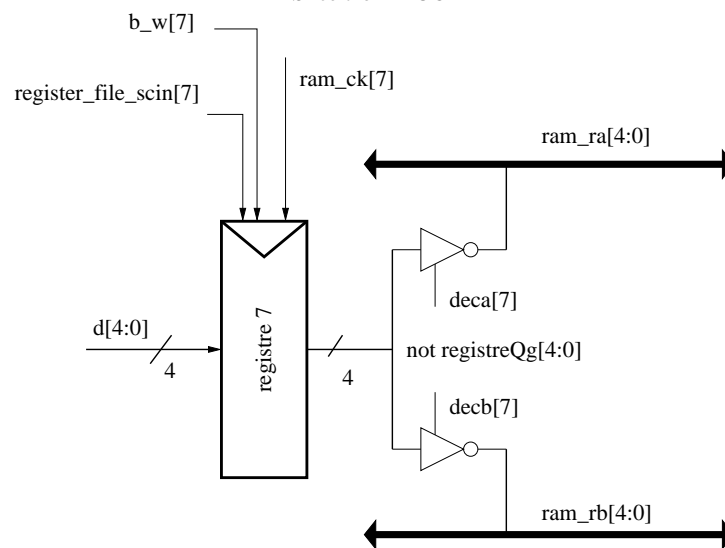 b_w[7]
ram_ck[7]
register_file_scin[7]
ram_ra[4:0]
deca[7]
d[4:0]
4
registre 7
4
not registreQg[4:0]
decb[7]
ram_rb[4:0]